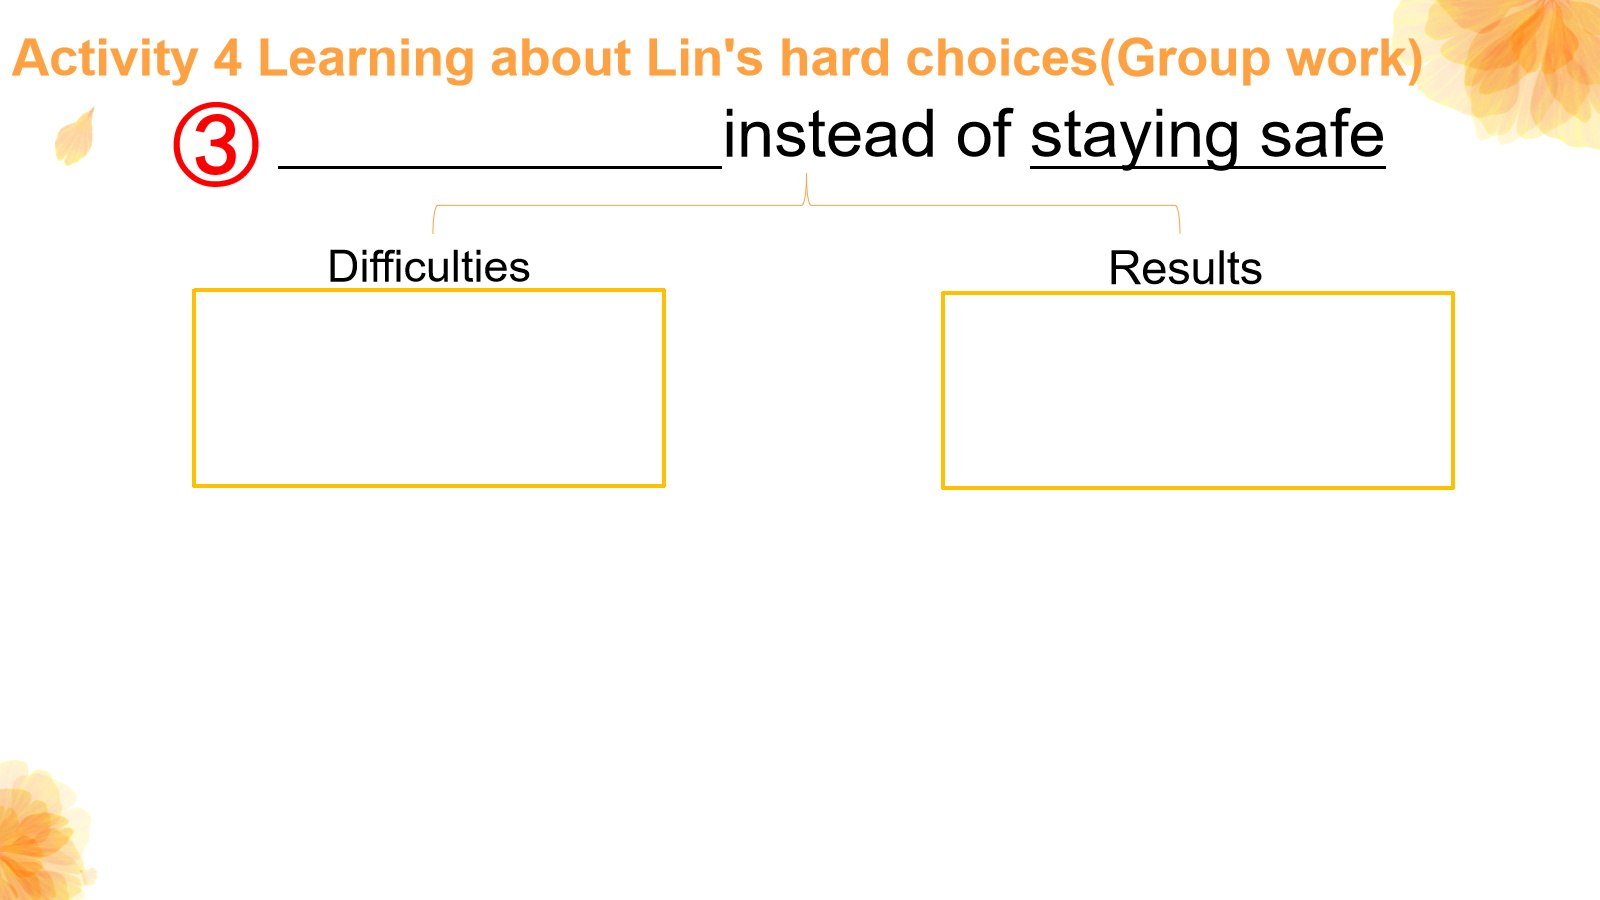 Activity 4 Learning about Lin's hard choices(Group work)
③ ______________instead of staying safe
Difficulties
Results